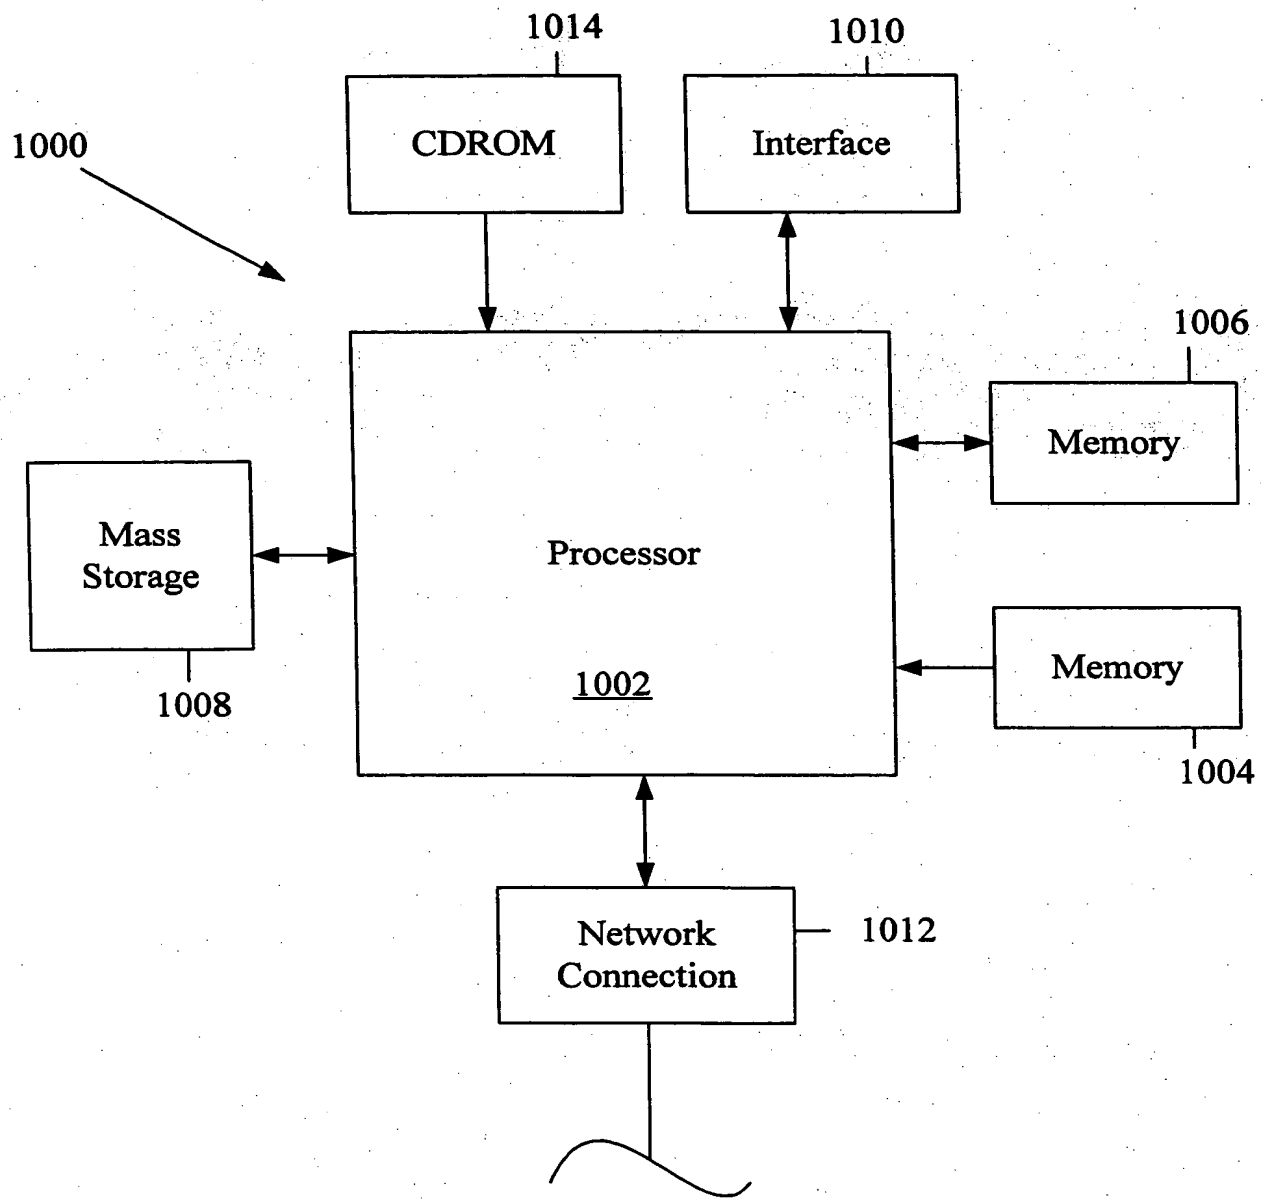 1014
1010
1000
CDROM
Interface
1006
Memory
Mass
Storage
Processor
1002
1008
Memory
1004
Network
Connection
1012